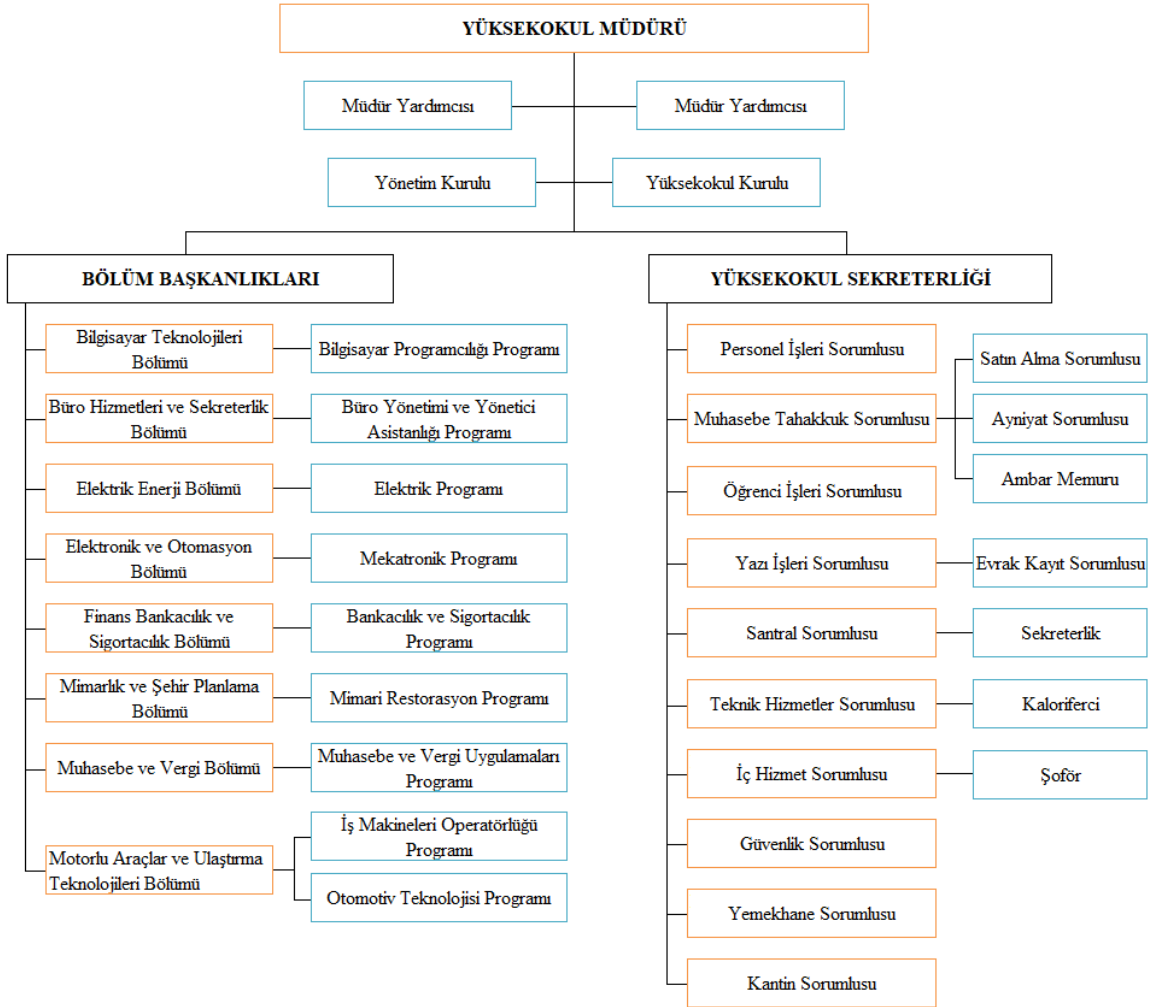 YÜKSEKOKUL MÜDÜRÜ
Müdür Yardımcısı
Müdür Yardımcısı
Yönetim Kurulu
Yüksekokul Kurulu
BÖLÜM BAŞKANLIKLARI
Bilgisayar Teknolojileri
Bölümü
Bilgisayar Programcılığı Programı
Büro Hizmetleri ve Sekreterlik
Bölümü
Büro Yönetimi ve Yönetici
Asistanlığı Programı
Elektrik Enerji Bölümü
Elektrik Programı
Elektronik ve Otomasyon
Bölümü
Mekatronik Programı
Finans Bankacılık ve
Sigortacılık Bölümü
Bankacılık ve Sigortacılık
Programı
Mimarlık ve Şehir Planlama
Bölümü
Mimari Restorasyon Programı
Muhasebe ve Vergi Bölümü
Muhasebe ve Vergi Uygulamaları
Programı
Motorlu Araçlar ve Ulaştırma
Teknolojileri Bölümü
İş Makineleri Operatörlüğü
Programı
Otomotiv Teknolojisi Programı
YÜKSEKOKUL SEKRETERLİĞİ
Personel İşleri Sorumlusu
Muhasebe Tahakkuk Sorumlusu
Satın Alma Sorumlusu
Ayniyat Sorumlusu
Ambar Memuru
Öğrenci İşleri Sorumlusu
Yazı İşleri Sorumlusu
Evrak Kayıt Sorumlusu
Santral Sorumlusu
Sekreterlik
Teknik Hizmetler Sorumlusu
Kaloriferci
İç Hizmet Sorumlusu
Şoför
Güvenlik Sorumlusu
Yemekhane Sorumlusu
Kantin Sorumlusu